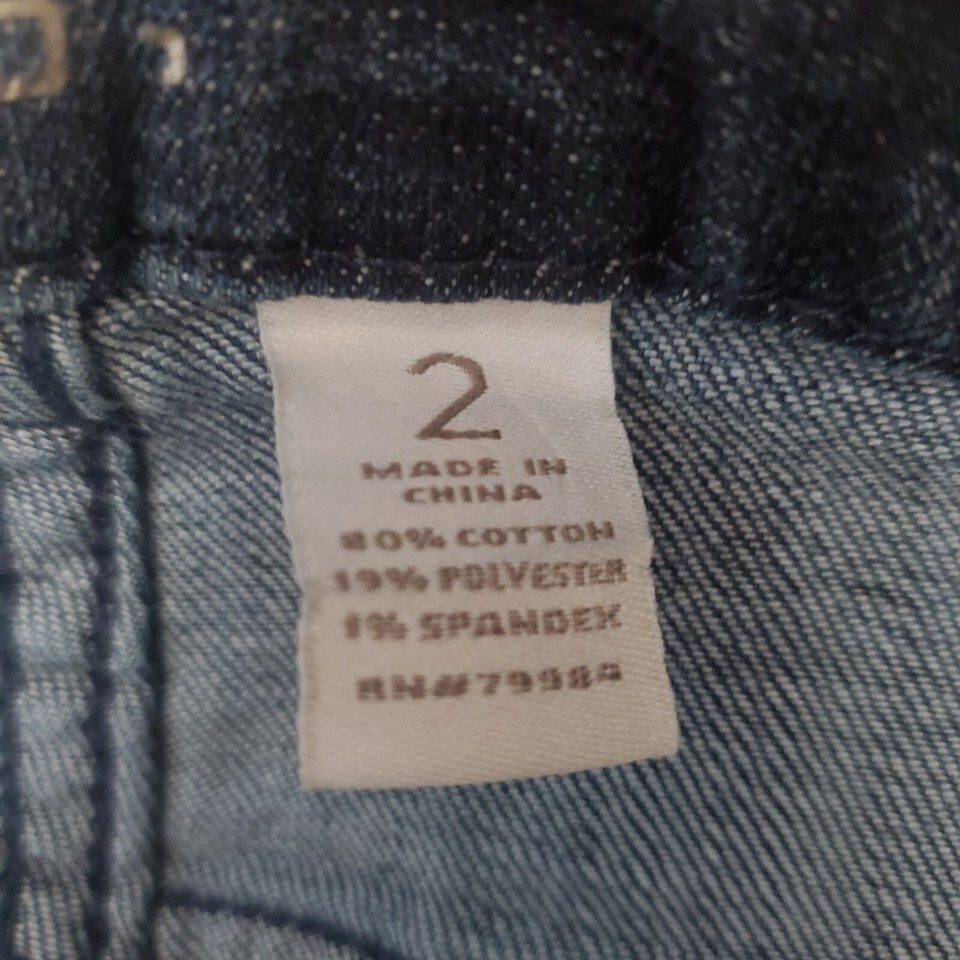 2
MADE IN
CHINA
80% COTTON
19% POLYESTER
1% SPANDEX
RN#79984